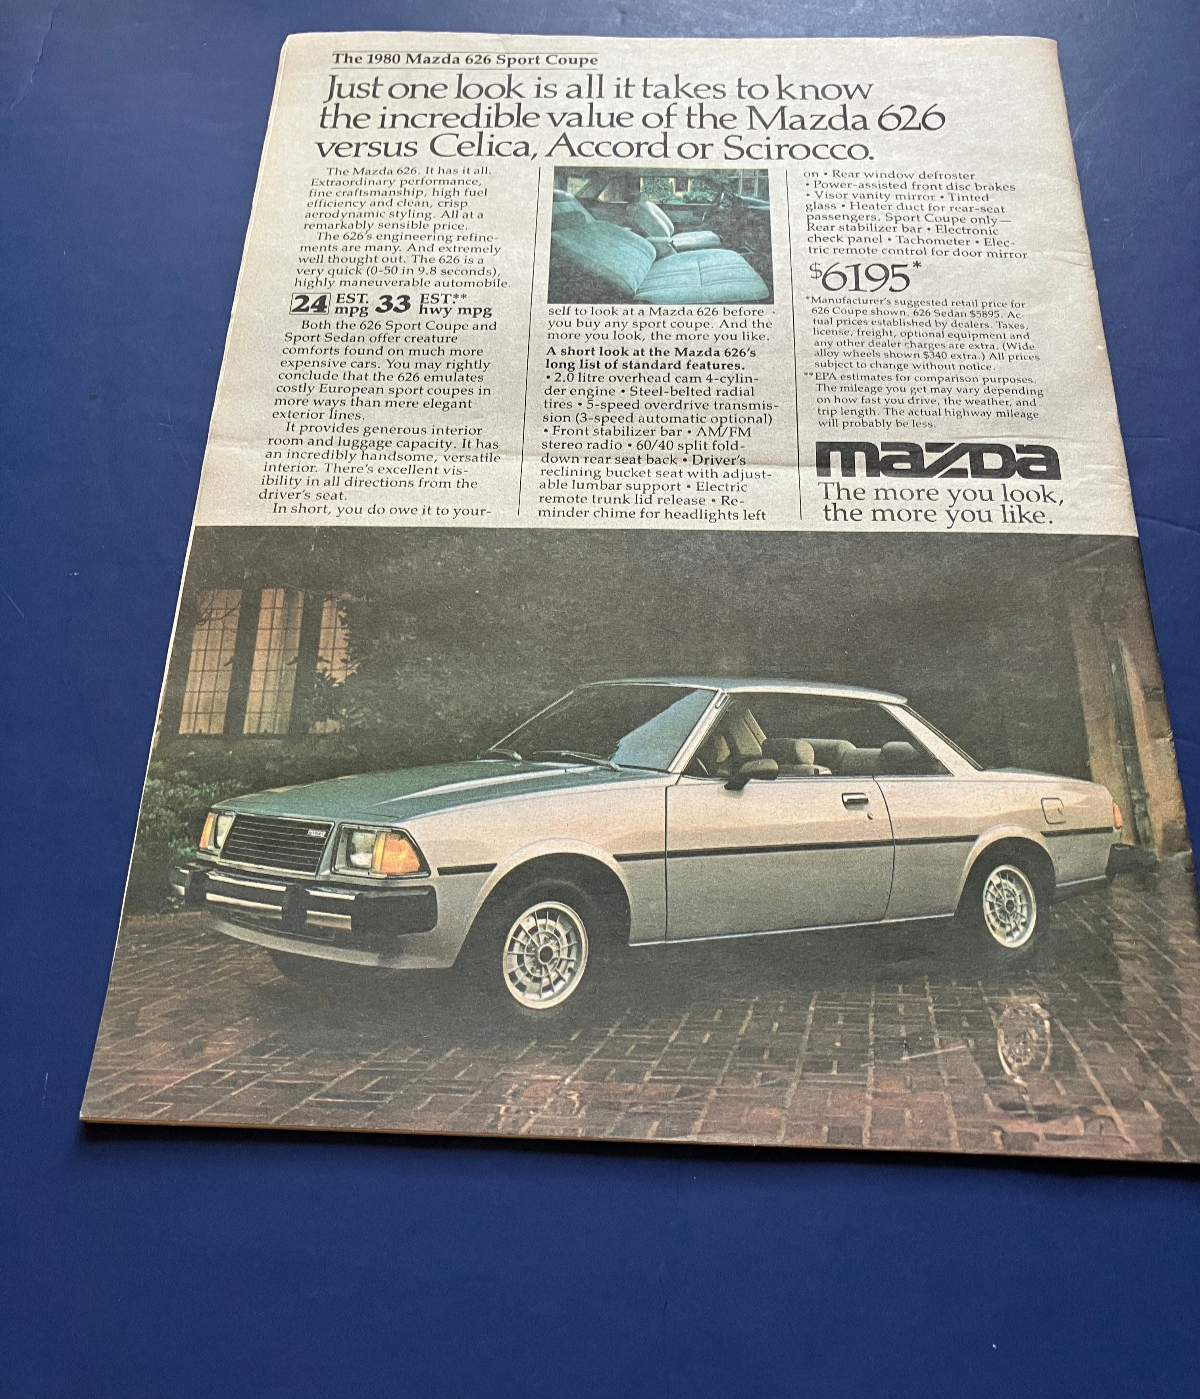 The 1980 Mazda 626 Sport Coupe
Just one look is all it takes to know
the incredible value of the Mazda 626
versus Celica, Accord or Scirocco.
The Mazda 626. It has it all.
Extraordinary performance,
fine craftsmanship, high fuel
efficiency and clean, crisp
aerodynamic styling. All at a
remarkably sensible price.
The 626's engineering refine-
ments are many. And extremely
well thought out. The 626 is a
very quick (0-50 in 9.8 seconds),
highly maneuverable automobile.
24 EST. mpg 33 EST.** hwy mpg
Both the 626 Sport Coupe and
Sport Sedan offer creature
comforts found on much more
expensive cars. You may rightly
conclude that the 626 emulates
costly European sport coupes in
more ways than mere elegant
exterior lines.
It provides generous interior
room and luggage capacity. It has
an incredibly handsome, versatile
interior. There's excellent vis-
ibility in all directions from the
driver's seat.
In short, you do owe it to your-
self to look at a Mazda 626 before
you buy any sport coupe. And the
more you look, the more you like.
A short look at the Mazda 626's
long list of standard features.
• 2.0 litre overhead cam 4-cylin-
der engine • Steel-belted radial
tires • 5-speed overdrive transmis-
sion (3-speed automatic optional)
• Front stabilizer bar • AM/FM
stereo radio • 60/40 split fold-
down rear seat back • Driver's
reclining bucket seat with adjust-
able lumbar support • Electric
remote trunk lid release • Re-
minder chime for headlights left
on • Rear window defroster
• Power-assisted front disc brakes
• Visor vanity mirror • Tinted
glass • Heater duct for rear-seat
passengers. Sport Coupe only—
Rear stabilizer bar • Electronic
check panel • Tachometer • Elec-
tric remote control for door mirror
$6195*
*Manufacturer's suggested retail price for
626 Coupe shown. 626 Sedan $5895. Ac-
tual prices established by dealers. Taxes,
license, freight, optional equipment and
any other dealer charges are extra. (Wide
alloy wheels shown $340 extra.) All prices
subject to change without notice.
**EPA estimates for comparison purposes.
The mileage you get may vary depending
on how fast you drive, the weather, and
trip length. The actual highway mileage
will probably be less.
mazDa
The more you look,
the more you like.